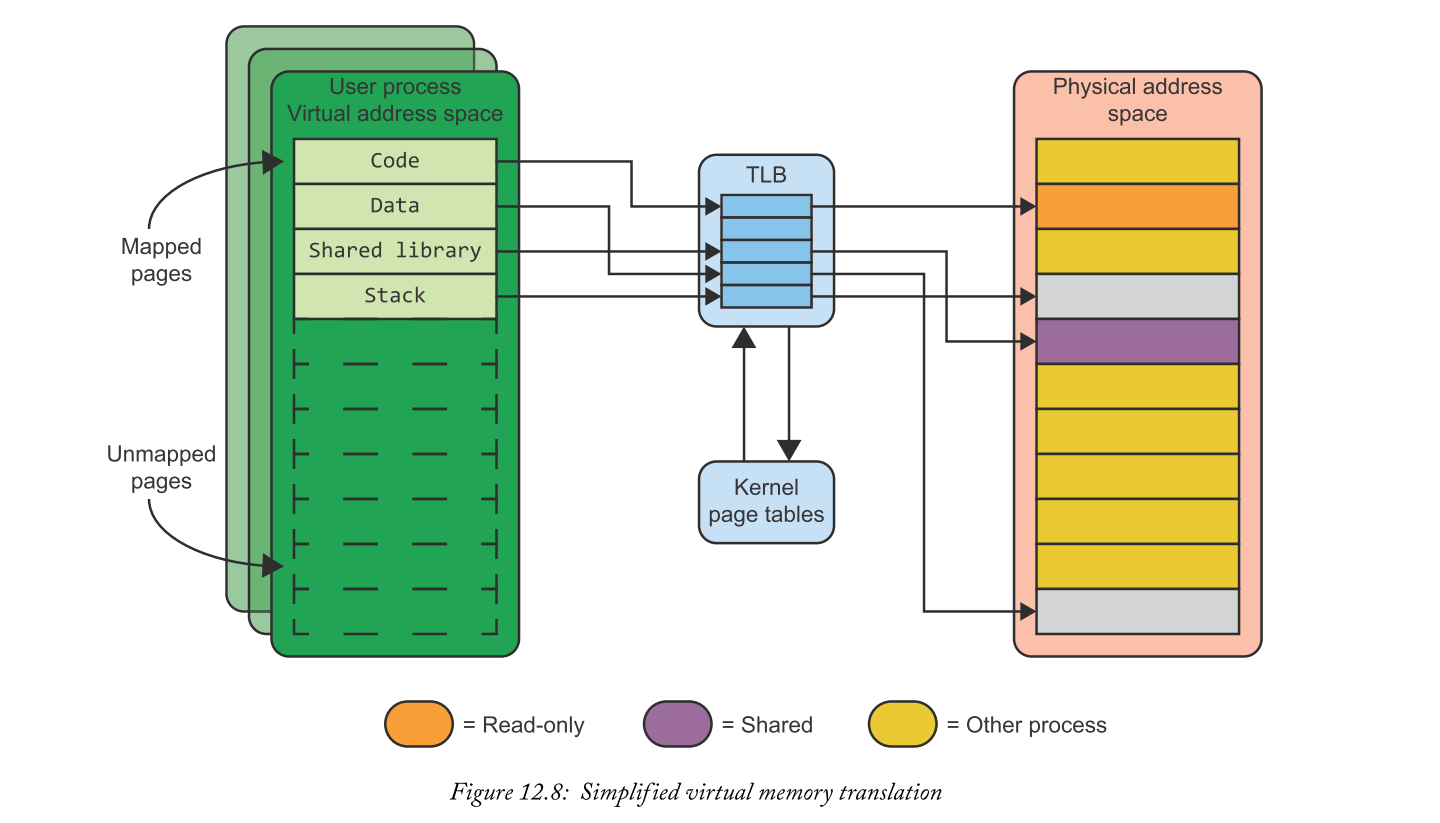 User process
Virtual address space
Code
Data
Shared library
Stack
Mapped
pages
Unmapped
pages
TLB
Kernel
page tables
Physical address
space
= Read-only
= Shared
= Other process
Figure 12.8: Simplified virtual memory translation